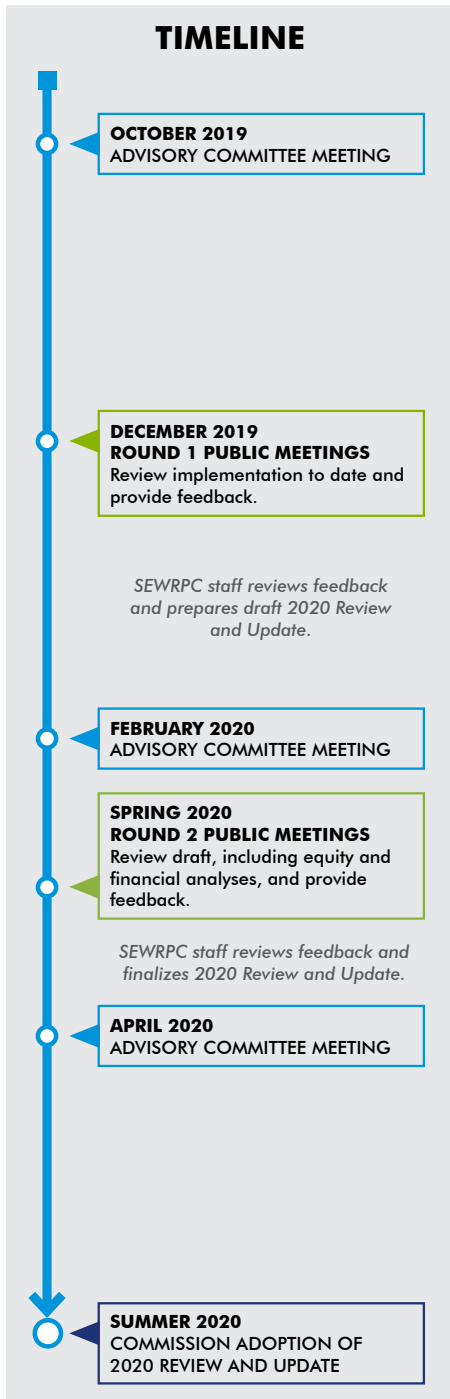 TIMELINE
OCTOBER 2019
ADVISORY COMMITTEE MEETING
DECEMBER 2019
ROUND 1 PUBLIC MEETINGS
Review implementation to date and
provide feedback.
SEWRPC staff reviews feedback
and prepares draft 2020 Review
and Update.
FEBRUARY 2020
ADVISORY COMMITTEE MEETING
SPRING 2020
ROUND 2 PUBLIC MEETINGS
Review draft, including equity and
financial analyses, and provide
feedback.
SEWRPC staff reviews feedback and
finalizes 2020 Review and Update.
APRIL 2020
ADVISORY COMMITTEE MEETING
SUMMER 2020
COMMISSION ADOPTION OF
2020 REVIEW AND UPDATE